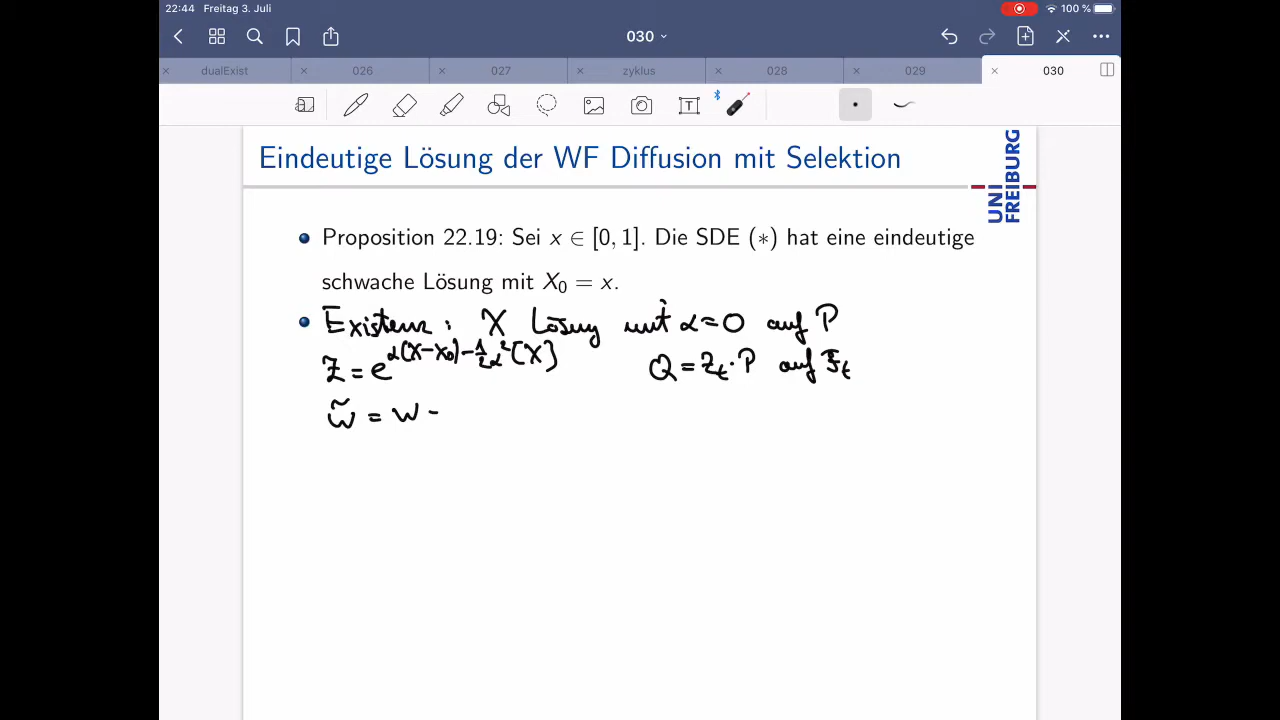 22:44 Freitag 3. Juli 100 %
030
dualExist 026 027 zyklus 028 029 030
T
Eindeutige Lösung der WF Diffusion mit Selektion
UNI FREIBURG
Proposition 22.19: Sei x ∈ [0, 1]. Die SDE (∗) hat eine eindeutige
schwache Lösung mit X₀ = x.
Existenz: X Lösung mit α=0 auf P
Z = e^{α(X−X₀)−½α²[X]} Q = Z_t · P auf F_t
W̃ = W −